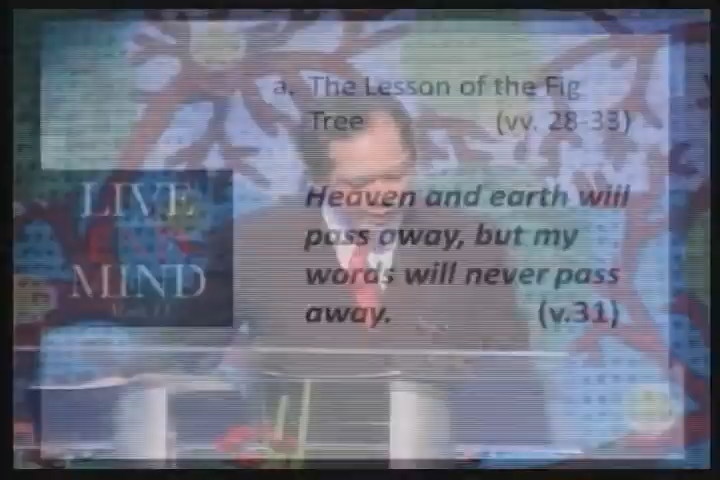 a. The Lesson of the Fig
Tree (vv. 28-33)
Heaven and earth will
pass away, but my
words will never pass
away. (v.31)
LIVE
MIND